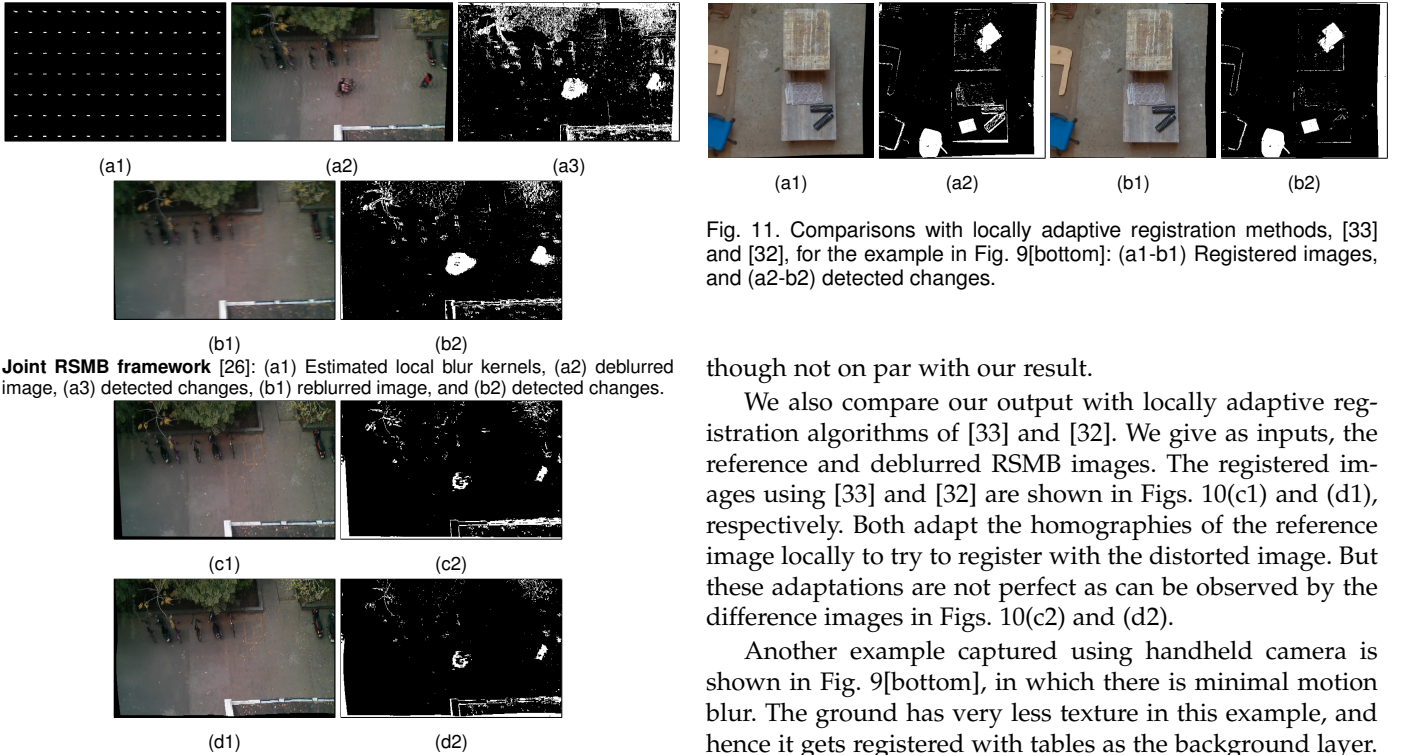 (a1) (a2) (a3)
(b1) (b2)
Joint RSMB framework [26]: (a1) Estimated local blur kernels, (a2) deblurred
image, (a3) detected changes, (b1) reblurred image, and (b2) detected changes.
(c1) (c2)
(d1) (d2)
(a1) (a2) (b1) (b2)
Fig. 11. Comparisons with locally adaptive registration methods, [33]
and [32], for the example in Fig. 9[bottom]: (a1-b1) Registered images,
and (a2-b2) detected changes.
though not on par with our result.
We also compare our output with locally adaptive reg-
istration algorithms of [33] and [32]. We give as inputs, the
reference and deblurred RSMB images. The registered im-
ages using [33] and [32] are shown in Figs. 10(c1) and (d1),
respectively. Both adapt the homographies of the reference
image locally to try to register with the distorted image. But
these adaptations are not perfect as can be observed by the
difference images in Figs. 10(c2) and (d2).
Another example captured using handheld camera is
shown in Fig. 9[bottom], in which there is minimal motion
blur. The ground has very less texture in this example, and
hence it gets registered with tables as the background layer.